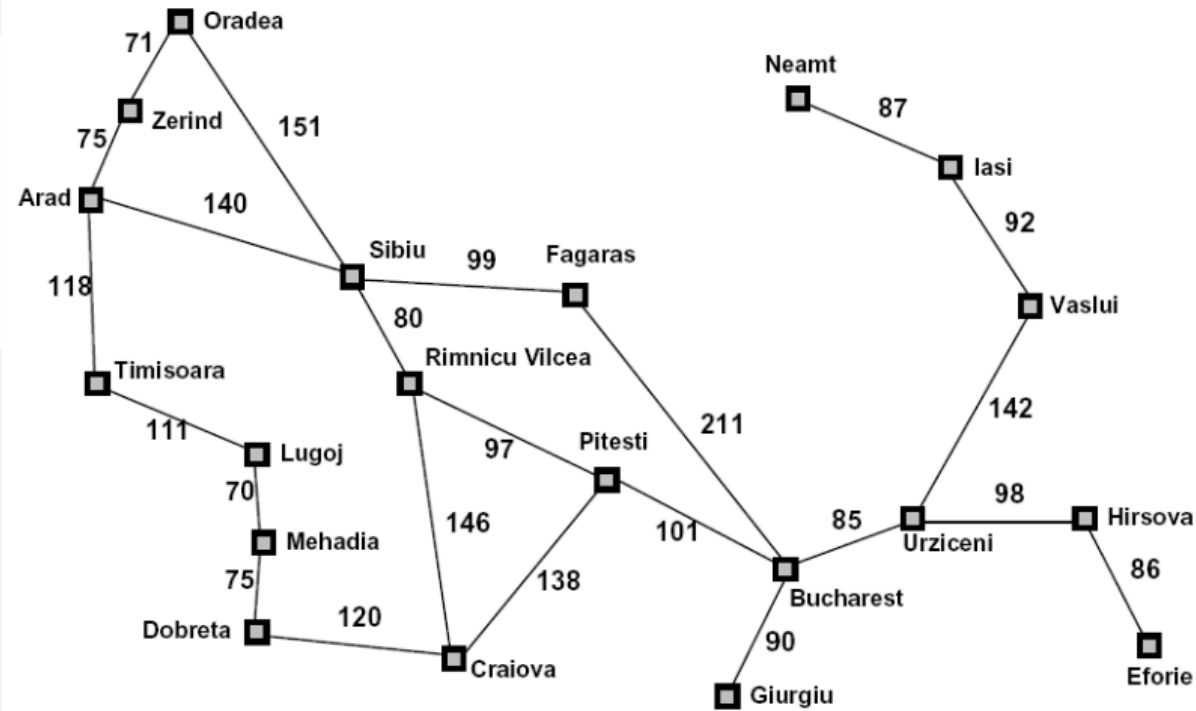 Oradea
71
Neamt
87
Zerind
151
75
Iasi
Arad
140
92
Sibiu
99
Fagaras
118
80
Vaslui
Rimnicu Vilcea
Timisoara
142
211
111
97
Pitesti
Lugoj
70
98
Hirsova
146
101
85
Urziceni
Mehadia
75
138
86
Bucharest
120
Dobreta
90
Craiova
Eforie
Giurgiu